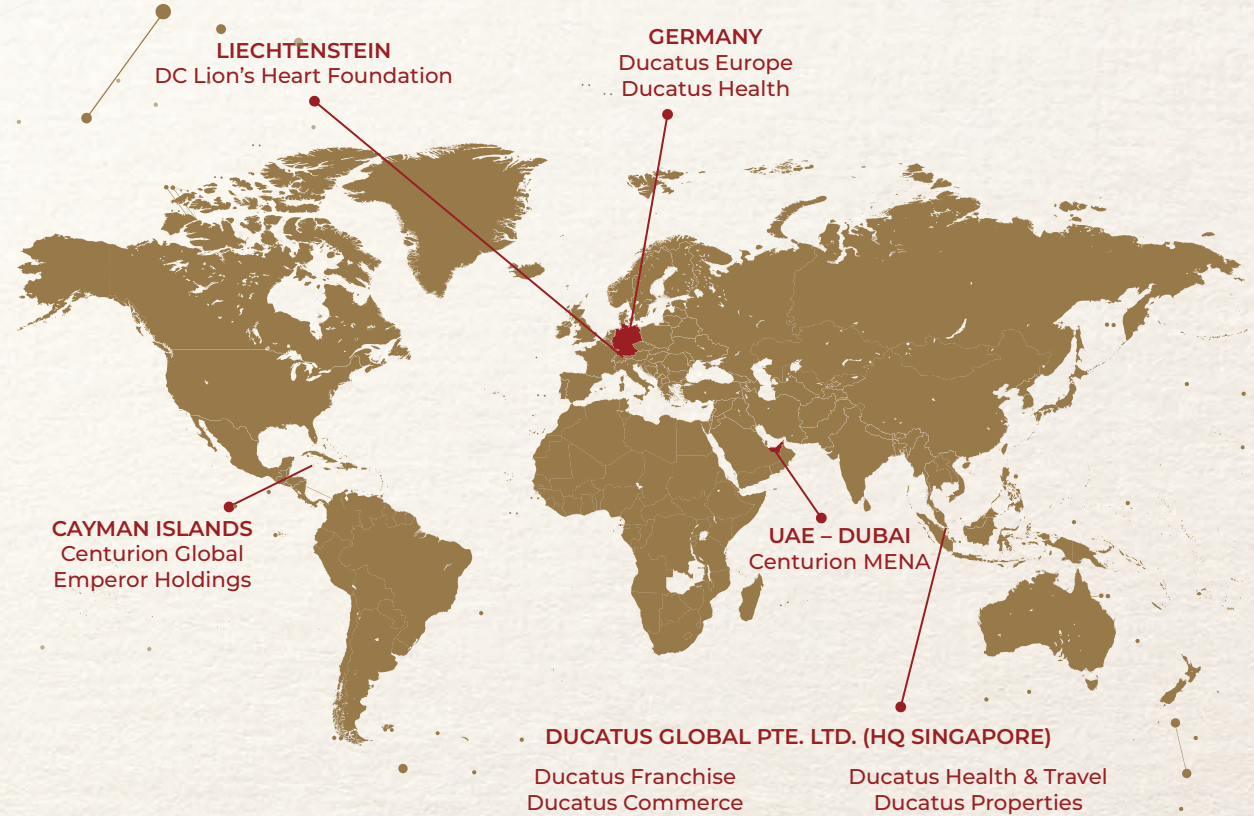 LIECHTENSTEIN
DC Lion's Heart Foundation
GERMANY
Ducatus Europe
Ducatus Health
CAYMAN ISLANDS
Centurion Global
Emperor Holdings
UAE – DUBAI
Centurion MENA
DUCATUS GLOBAL PTE. LTD. (HQ SINGAPORE)
Ducatus Franchise
Ducatus Commerce
Ducatus Health & Travel
Ducatus Properties